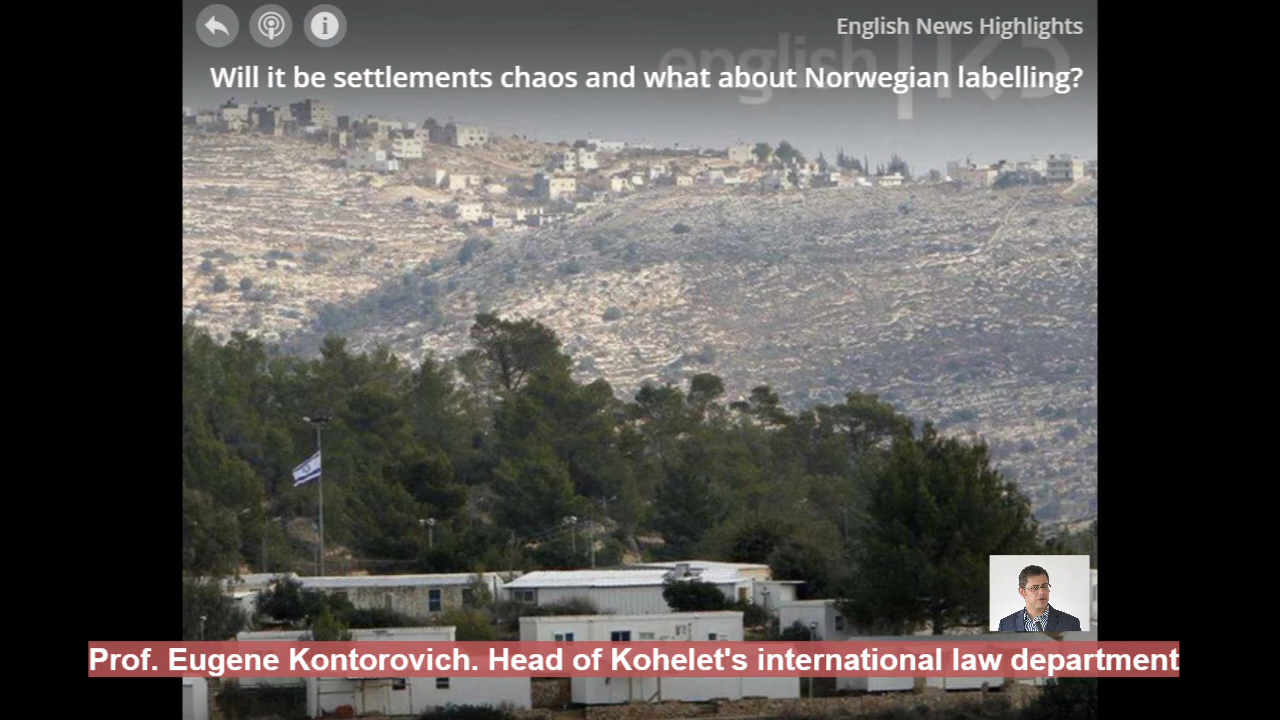 English News Highlights
english
Will it be settlements chaos and what about Norwegian labelling?
Prof. Eugene Kontorovich. Head of Kohelet's international law department